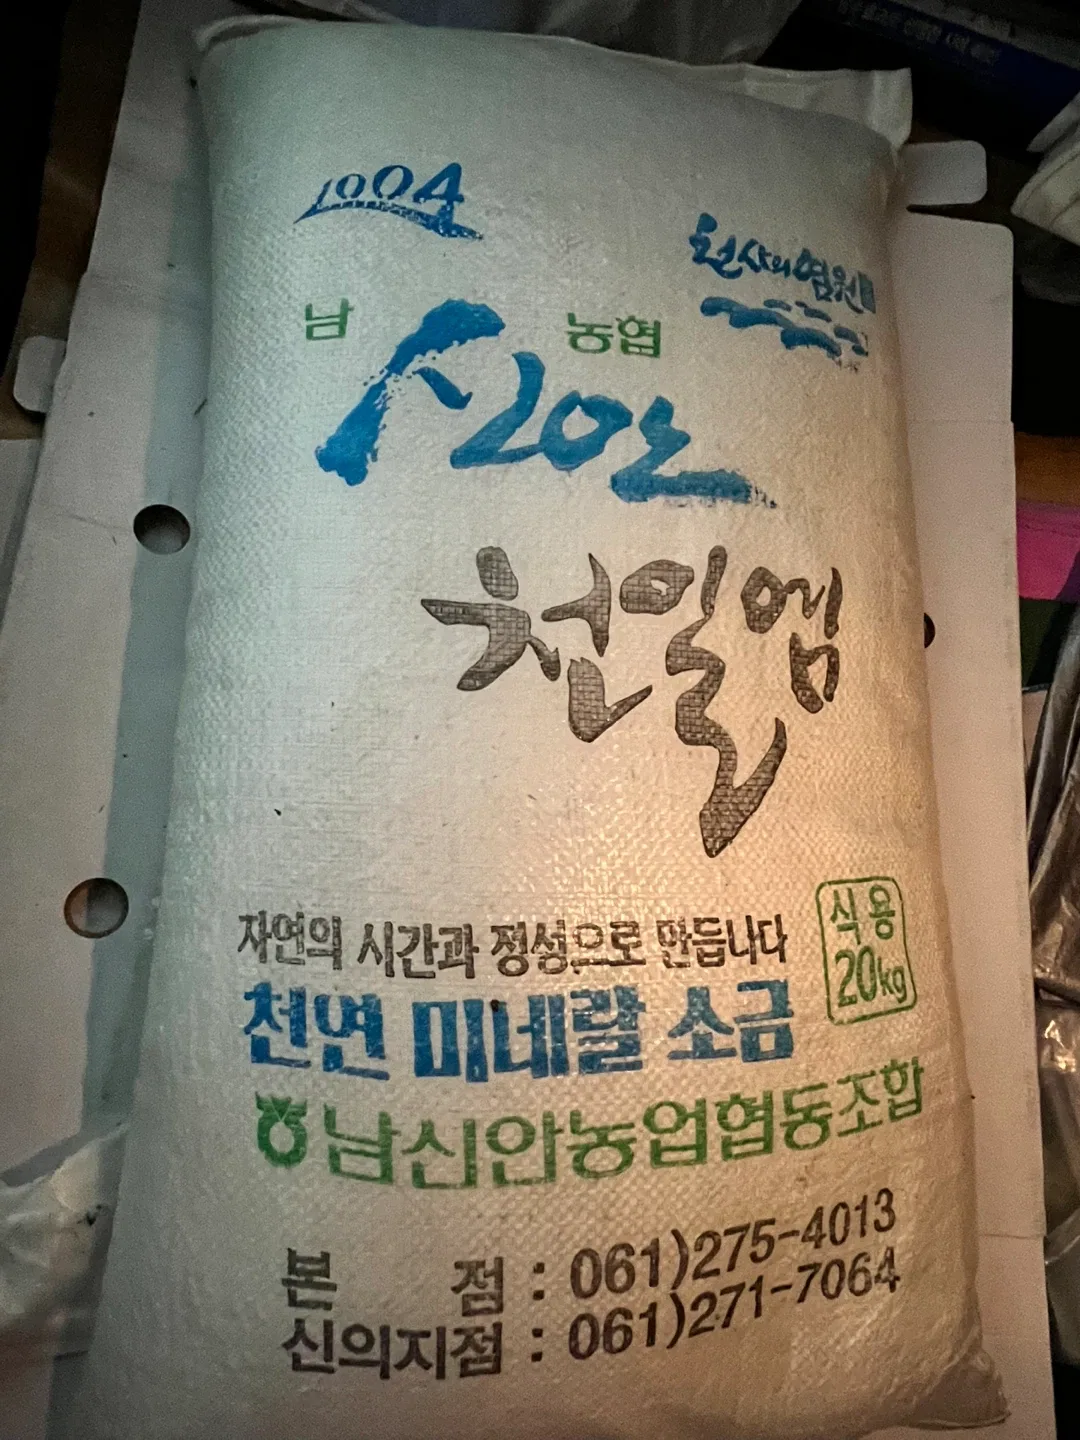 1004
천사의 염원
남 신안 농협
천일염
자연의 시간과 정성으로 만듭니다
천연 미네랄 소금
식용
20kg
남신안농업협동조합
본 점 : 061)275-4013
신의지점 : 061)271-7064